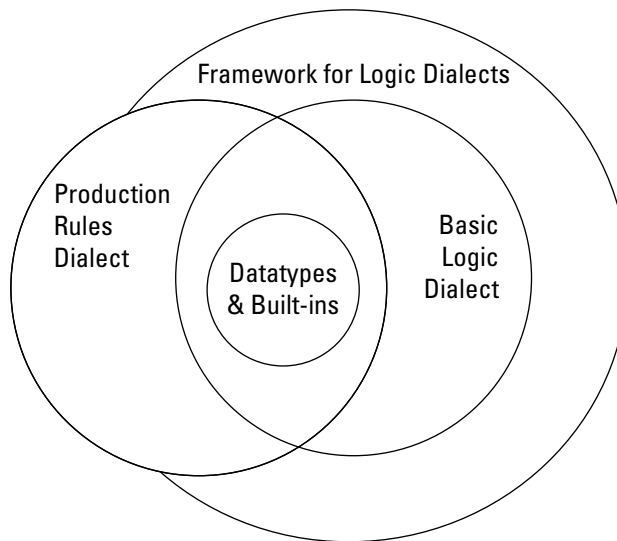 Framework for Logic Dialects
Production
Rules
Dialect
Datatypes
& Built-ins
Basic
Logic
Dialect